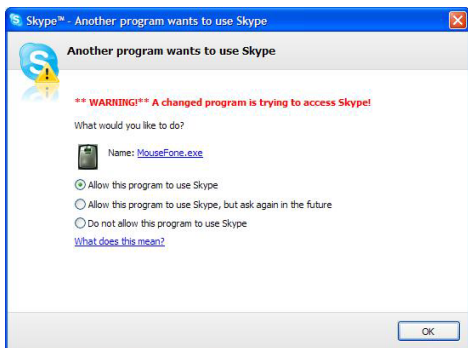 Skype™ - Another program wants to use Skype
Another program wants to use Skype
** WARNING!** A changed program is trying to access Skype!
What would you like to do?
Name: MouseFone.exe
Allow this program to use Skype
Allow this program to use Skype, but ask again in the future
Do not allow this program to use Skype
What does this mean?
OK